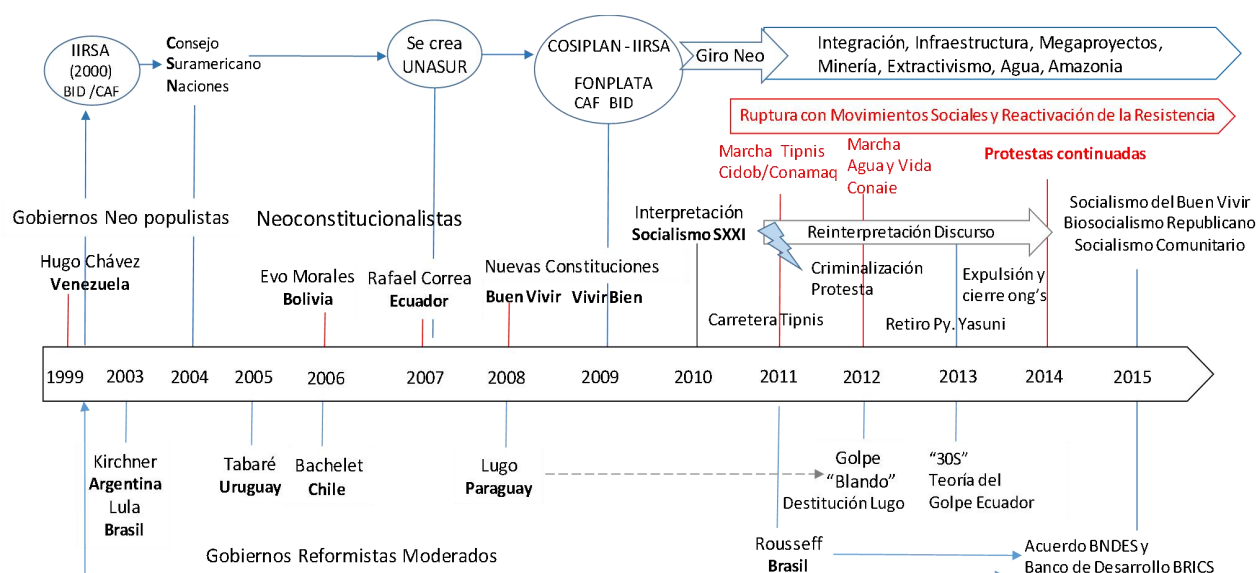 IIRSA
(2000)
BID /CAF
Consejo
Suramericano
Naciones
Se crea
UNASUR
COSIPLAN - IIRSA
FONPLATA
CAF BID
Giro Neo
Integración, Infraestructura, Megaproyectos,
Minería, Extractivismo, Agua, Amazonia
Ruptura con Movimientos Sociales y Reactivación de la Resistencia
Marcha Tipnis
Cidob/Conamaq
Marcha
Agua y Vida
Conaie
Protestas continuadas
Gobiernos Neo populistas
Neoconstitucionalistas
Interpretación
Socialismo SXXI
Reinterpretación Discurso
Socialismo del Buen Vivir
Biosocialismo Republicano
Socialismo Comunitario
Hugo Chávez
Venezuela
Evo Morales
Bolivia
Rafael Correa
Ecuador
Nuevas Constituciones
Buen Vivir Vivir Bien
Criminalización
Protesta
Expulsión y
cierre ong's
Carretera Tipnis
Retiro Py. Yasuni
1999 2003 2004 2005 2006 2007 2008 2009 2010 2011 2012 2013 2014 2015
Kirchner
Argentina
Lula
Brasil
Tabaré
Uruguay
Bachelet
Chile
Lugo
Paraguay
Golpe
"Blando"
Destitución Lugo
"30S"
Teoría del
Golpe Ecuador
Gobiernos Reformistas Moderados
Rousseff
Brasil
Acuerdo BNDES y
Banco de Desarrollo BRICS